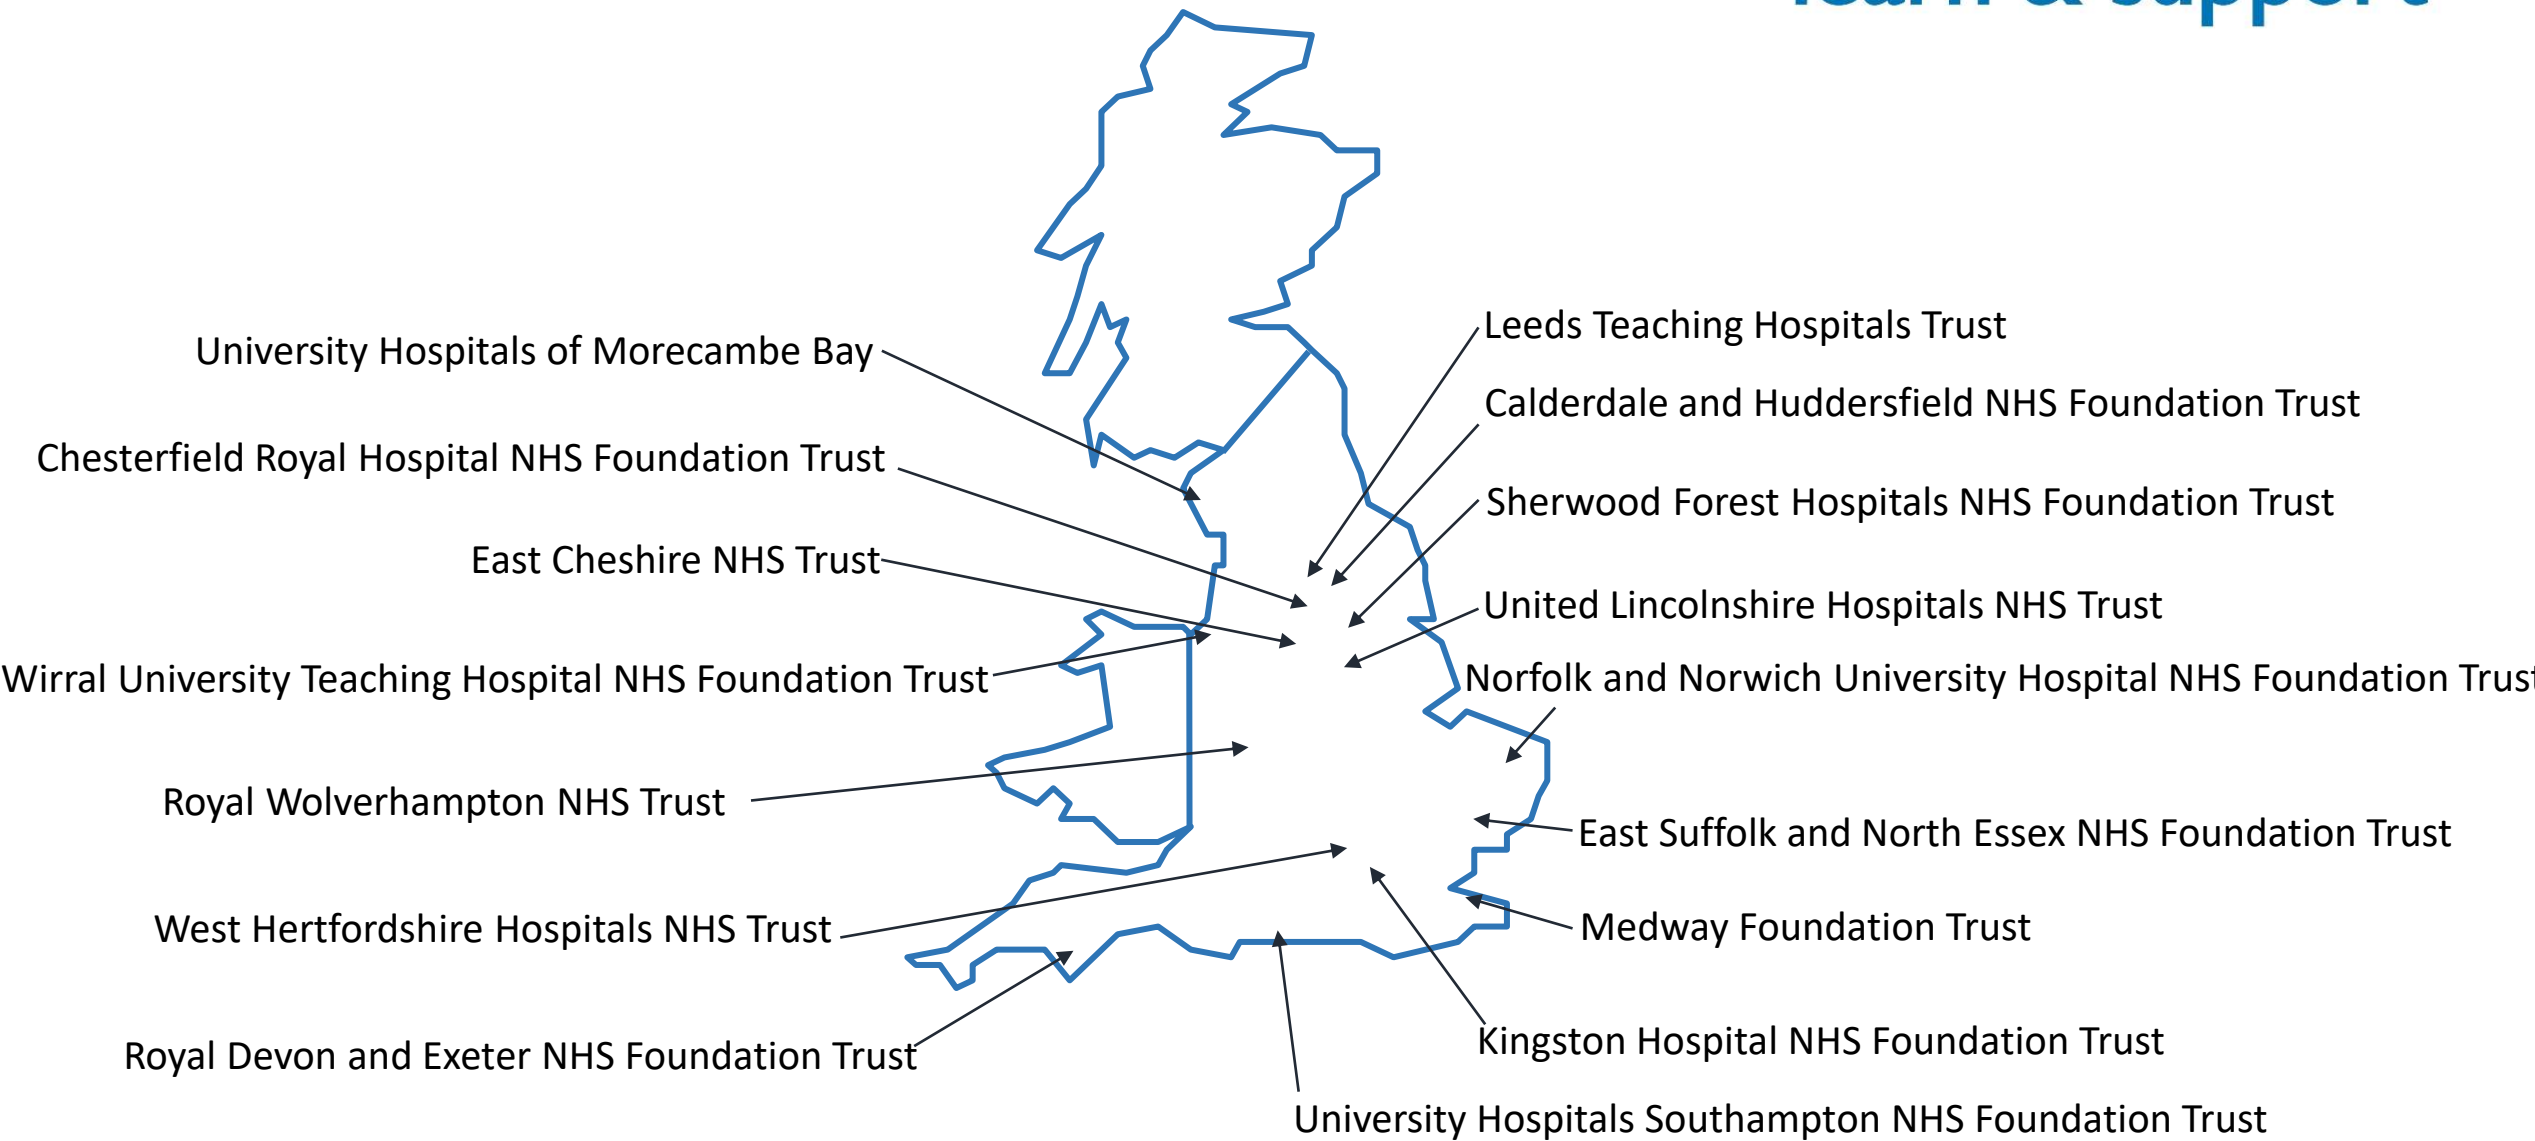 learn & support
University Hospitals of Morecambe Bay
Chesterfield Royal Hospital NHS Foundation Trust
East Cheshire NHS Trust
Wirral University Teaching Hospital NHS Foundation Trust
Royal Wolverhampton NHS Trust
West Hertfordshire Hospitals NHS Trust
Royal Devon and Exeter NHS Foundation Trust
Leeds Teaching Hospitals Trust
Calderdale and Huddersfield NHS Foundation Trust
Sherwood Forest Hospitals NHS Foundation Trust
United Lincolnshire Hospitals NHS Trust
Norfolk and Norwich University Hospital NHS Foundation Trust
East Suffolk and North Essex NHS Foundation Trust
Medway Foundation Trust
Kingston Hospital NHS Foundation Trust
University Hospitals Southampton NHS Foundation Trust